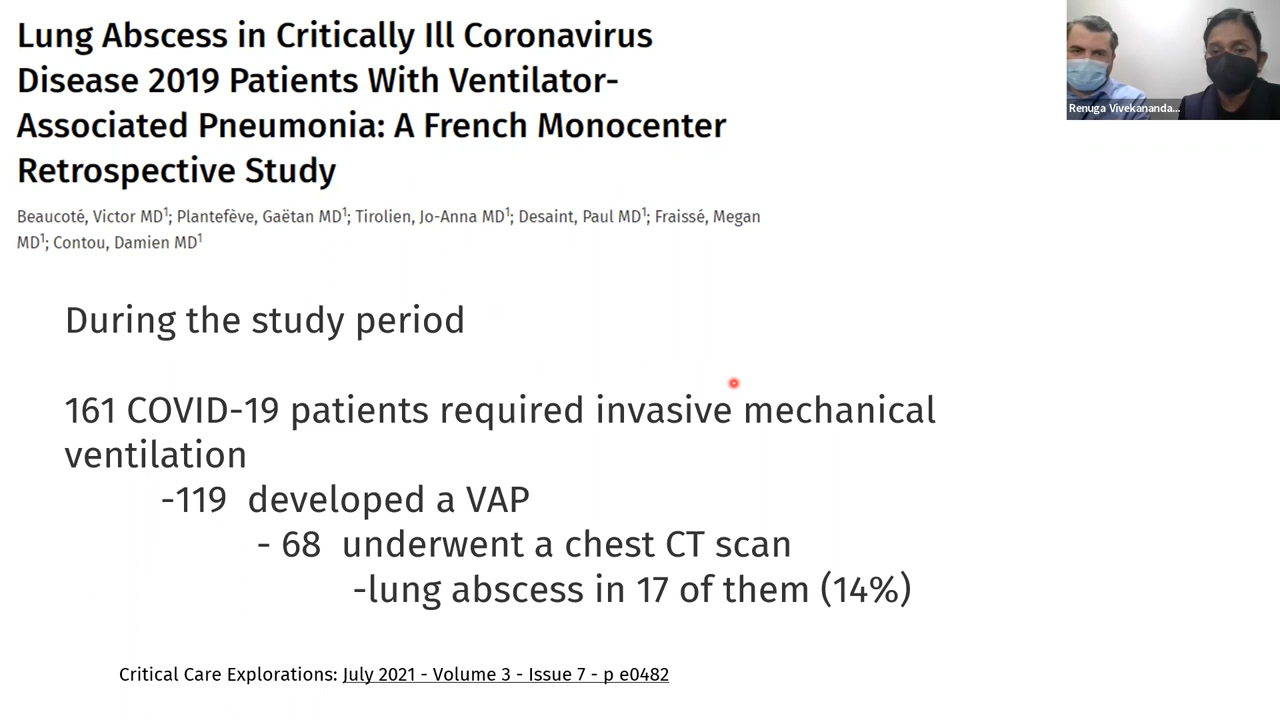 Lung Abscess in Critically Ill Coronavirus
Disease 2019 Patients With Ventilator-
Associated Pneumonia: A French Monocenter
Retrospective Study
Beaucoté, Victor MD1; Plantefève, Gaëtan MD1; Tirolien, Jo-Anna MD1; Desaint, Paul MD1; Fraissé, Megan
MD1; Contou, Damien MD1
During the study period
161 COVID-19 patients required invasive mechanical
ventilation
-119 developed a VAP
- 68 underwent a chest CT scan
-lung abscess in 17 of them (14%)
Critical Care Explorations: July 2021 - Volume 3 - Issue 7 - p e0482
Renuga Vivekananda...